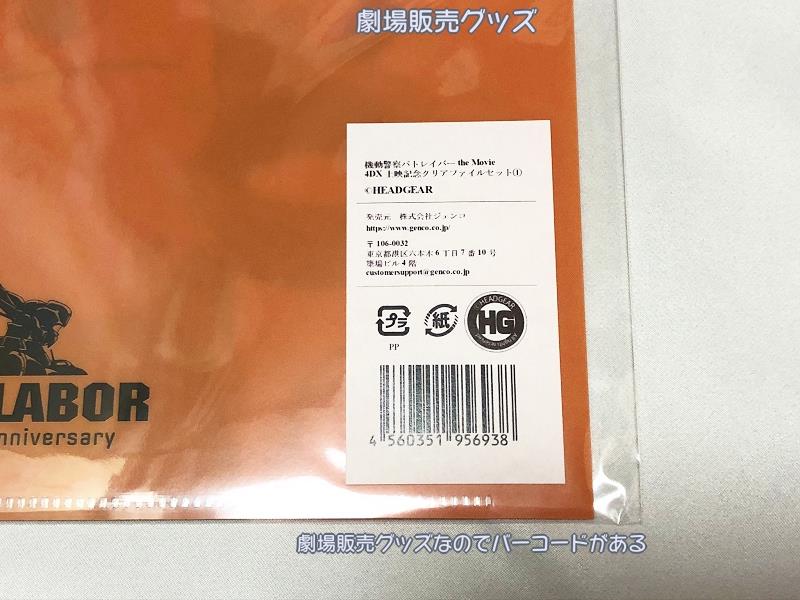 劇場販売グッズ
機動警察パトレイバー the Movie
4DX 上映記念クリアファイルセット(1)
©HEADGEAR
発売元 株式会社ジェンコ
https://www.genco.co.jp/
〒106-0032
東京都港区六本木6丁目7番10号
築場ビル4階
customersupport@genco.co.jp
プラ
PP
紙
HEADGEAR
HG
LABOR
nniversary
4 560351 956938
劇場販売グッズなのでバーコードがある